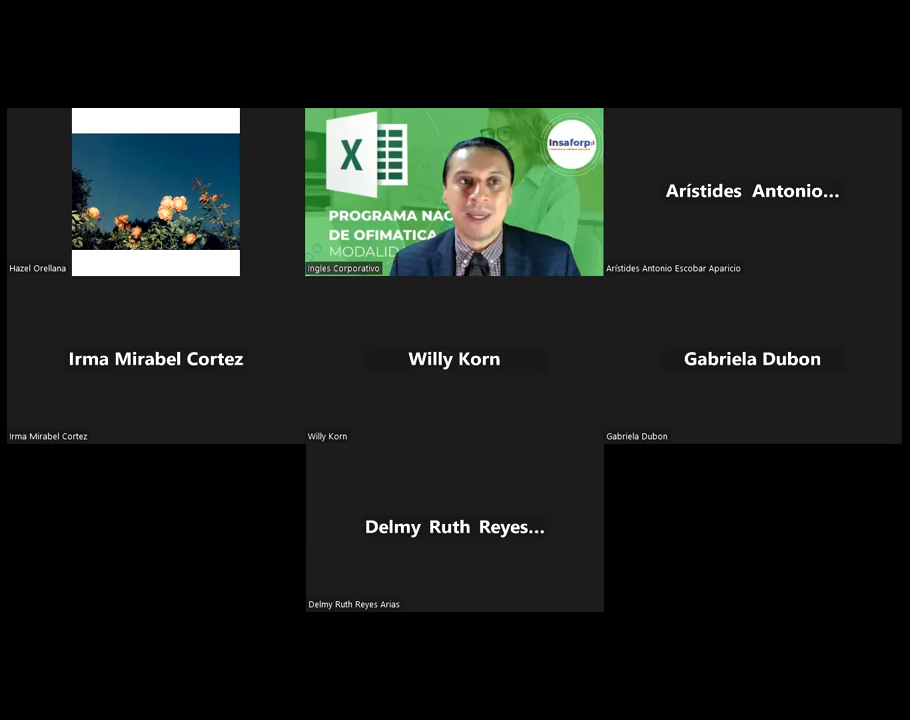 X
Insaforp
PROGRAMA NAC
DE OFIMATICA
MODALID
Hazel Orellana
Ingles Corporativo
Arístides Antonio...
Arístides Antonio Escobar Aparicio
Irma Mirabel Cortez
Irma Mirabel Cortez
Willy Korn
Willy Korn
Gabriela Dubon
Gabriela Dubon
Delmy Ruth Reyes...
Delmy Ruth Reyes Arias